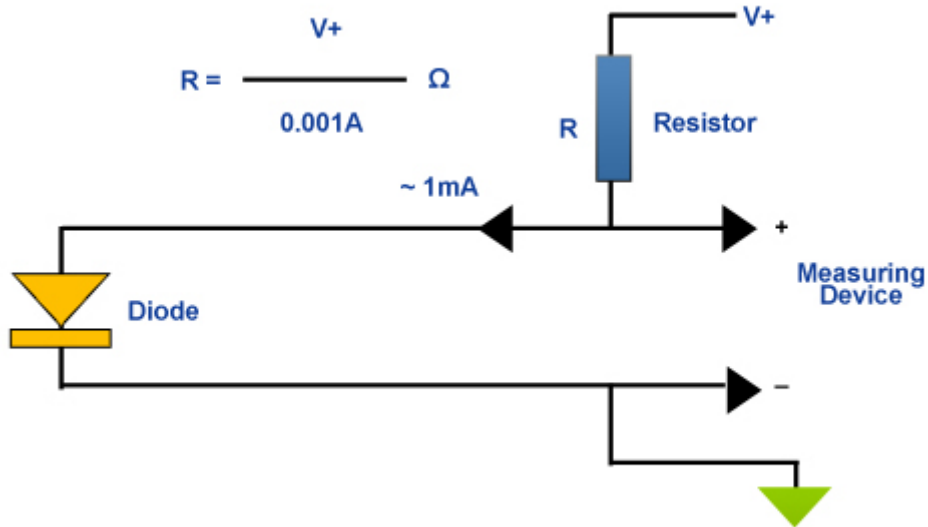 V+
R = Ω
0.001A
V+
R
Resistor
~ 1mA
+
Measuring
Device
Diode
–